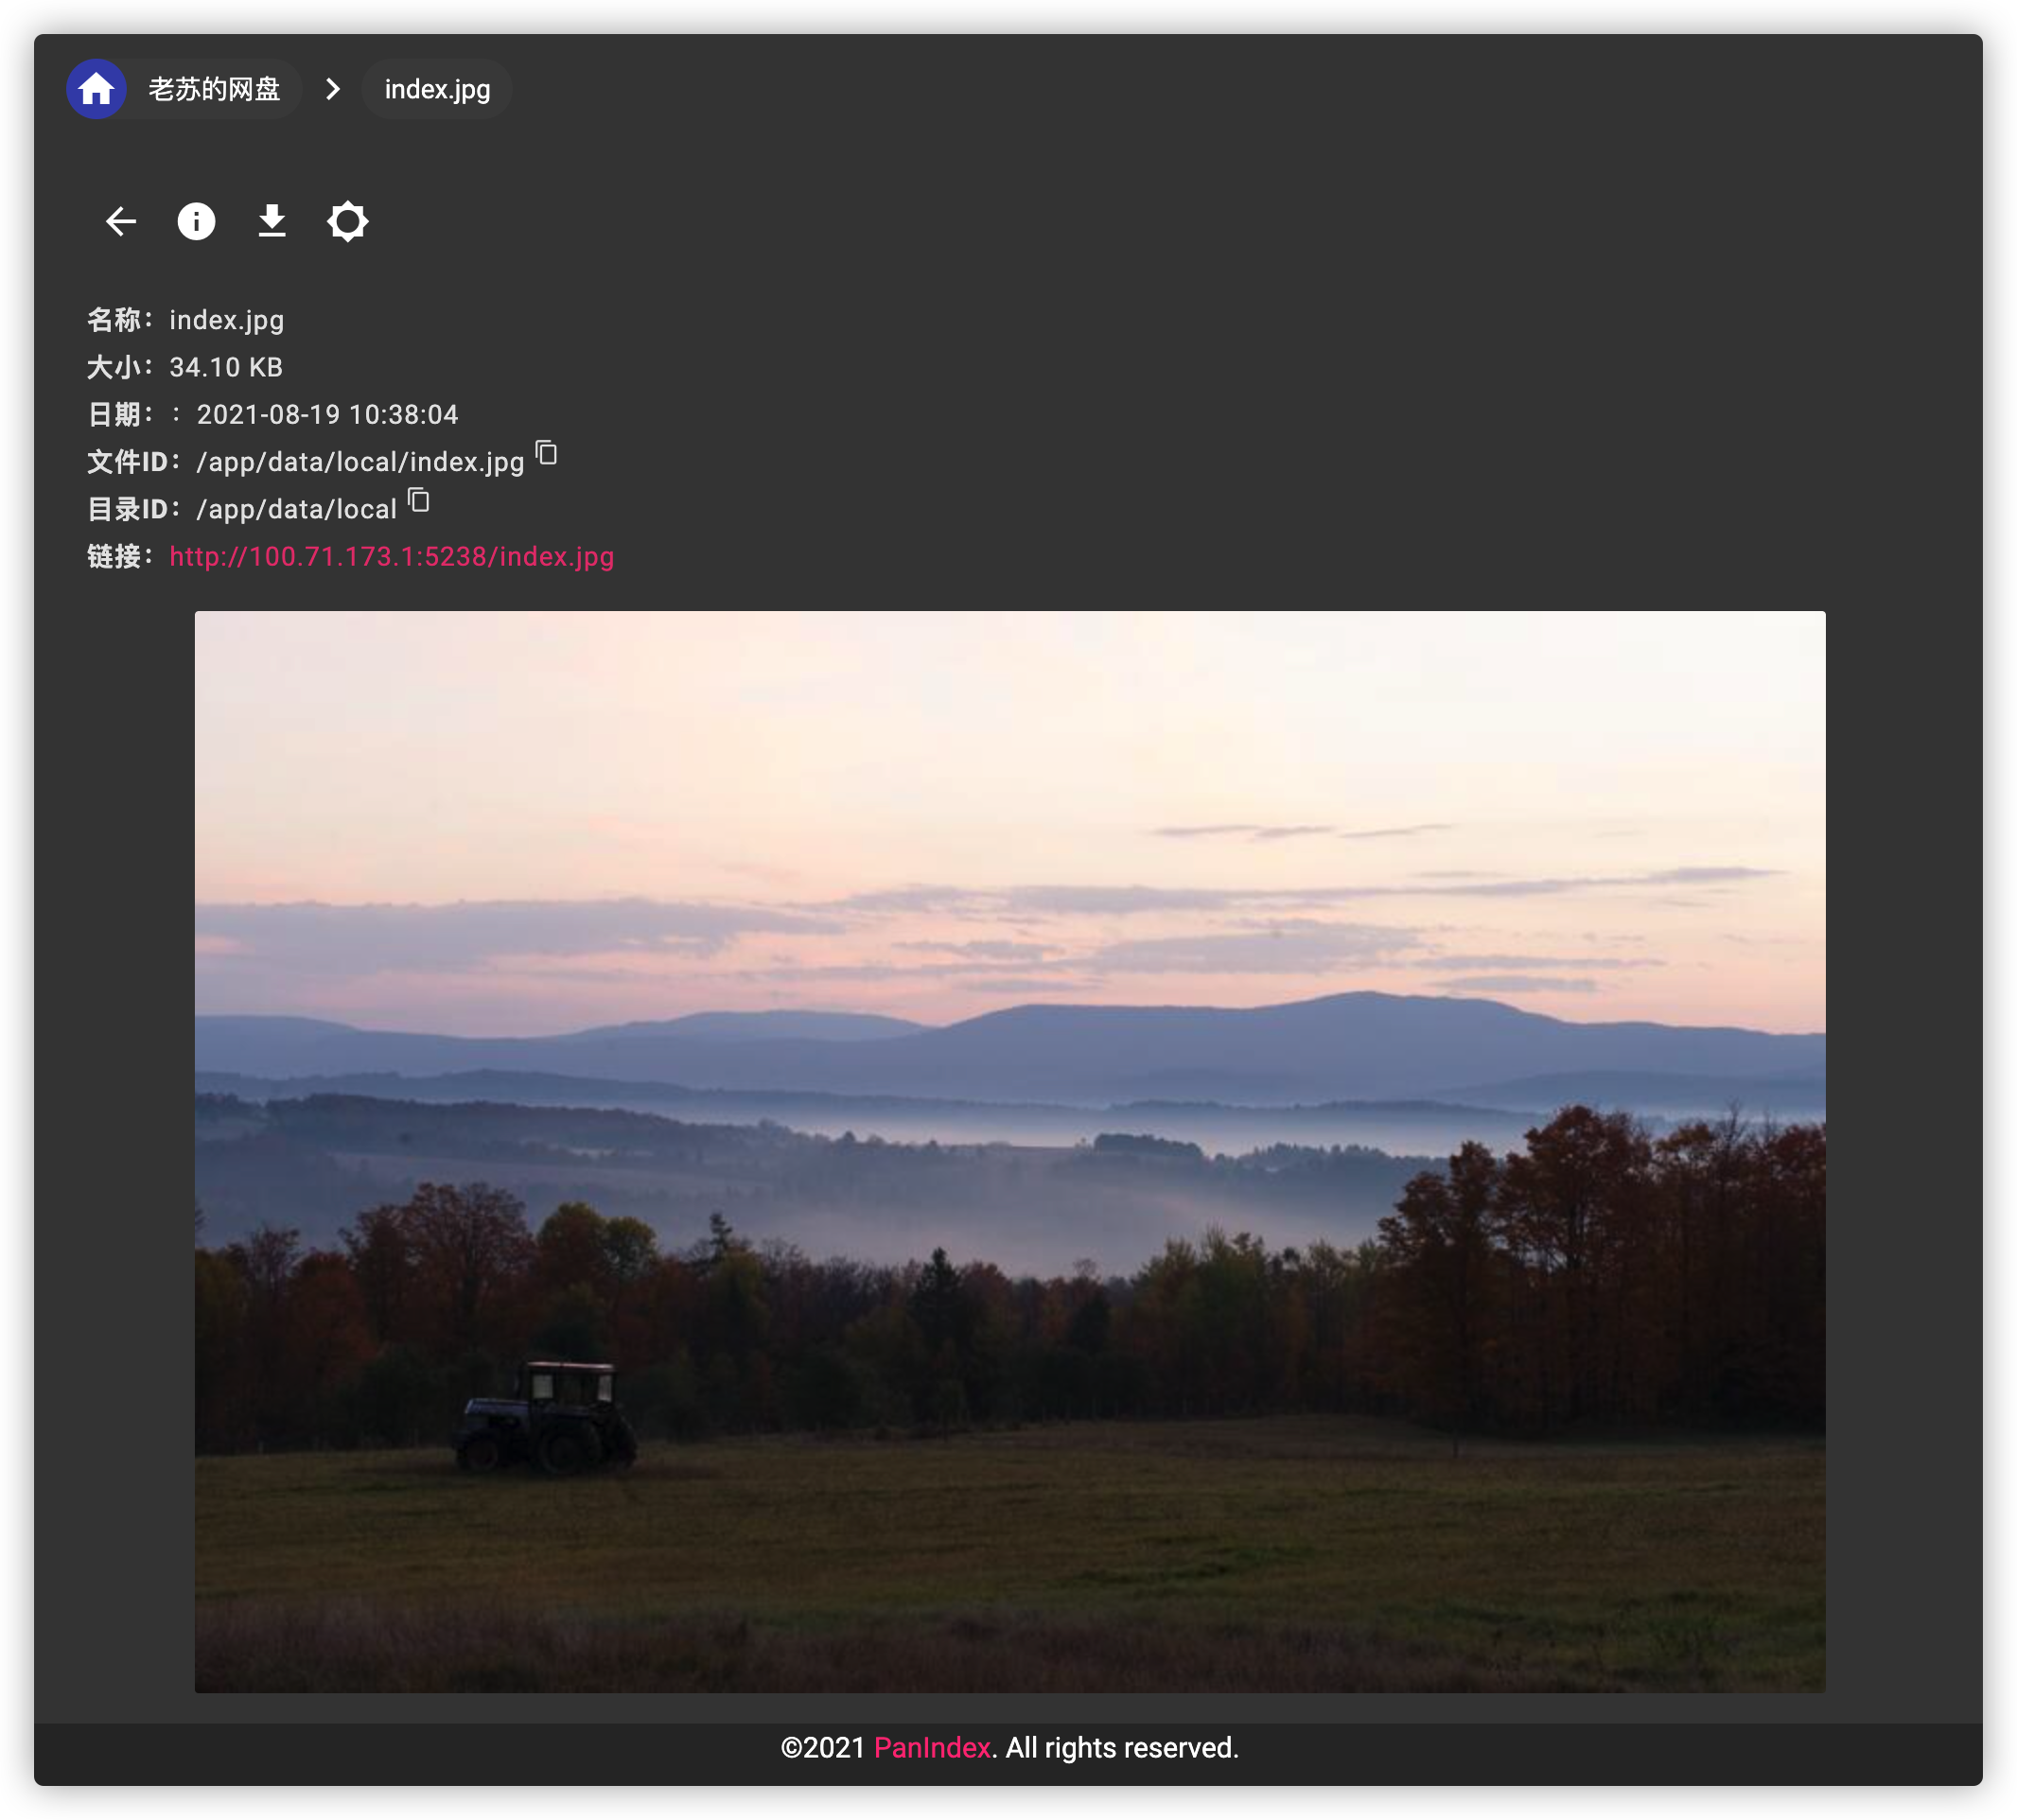 老苏的网盘 index.jpg
名称：index.jpg
大小：34.10 KB
日期：：2021-08-19 10:38:04
文件ID：/app/data/local/index.jpg
目录ID：/app/data/local
链接：http://100.71.173.1:5238/index.jpg
©2021 PanIndex. All rights reserved.